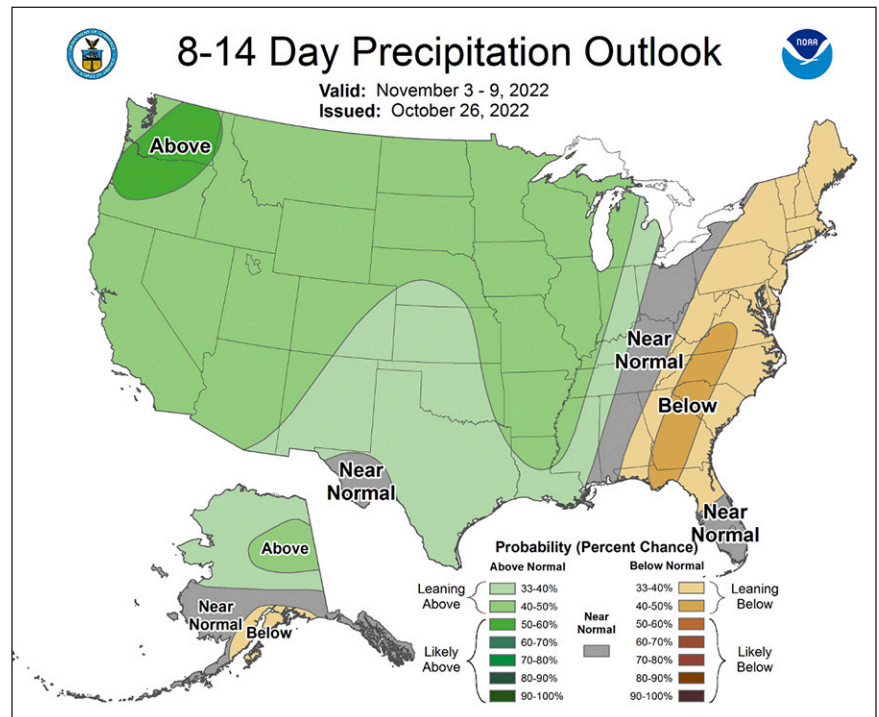 8-14 Day Precipitation Outlook
NOAA
Valid: November 3 - 9, 2022
Issued: October 26, 2022
Above
Near
Normal
Below
Near
Normal
Near
Normal
Above
Near
Normal
Below
Probability (Percent Chance)
Above Normal
Below Normal
Leaning
Above
33-40%
40-50%
Likely
Above
50-60%
60-70%
70-80%
80-90%
90-100%
Near
Normal
33-40%
40-50%
Leaning
Below
50-60%
60-70%
70-80%
80-90%
90-100%
Likely
Below